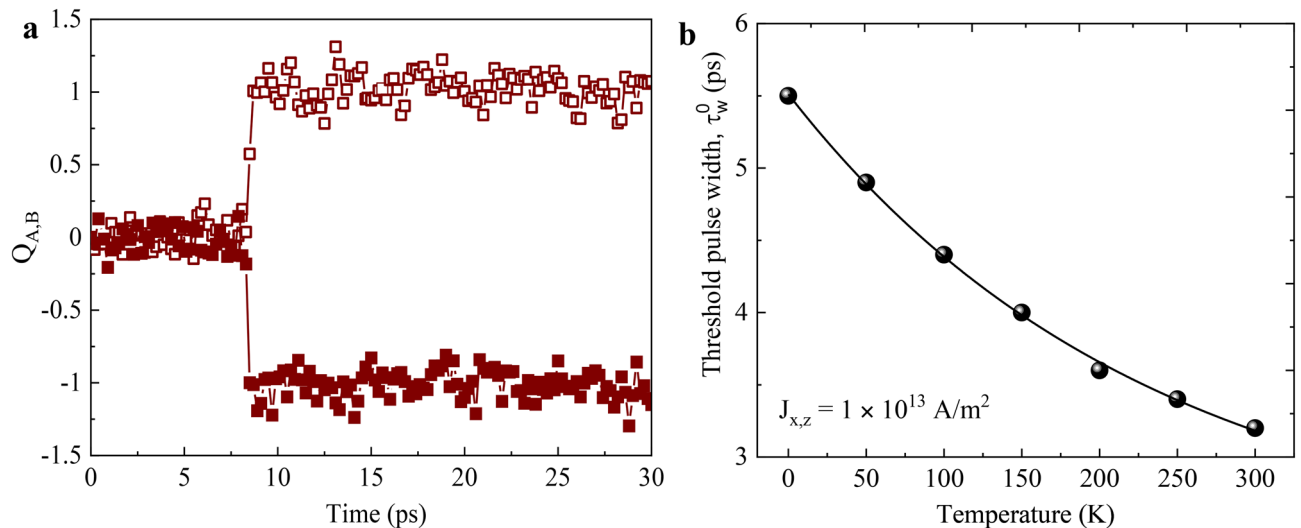 a
1.5
1
0.5
0
-0.5
-1
-1.5
Q_A,B
0 5 10 15 20 25 30
Time (ps)
b
6
5
4
3
Threshold pulse width, τ_w^0 (ps)
J_x,z = 1 × 10^13 A/m^2
0 50 100 150 200 250 300
Temperature (K)